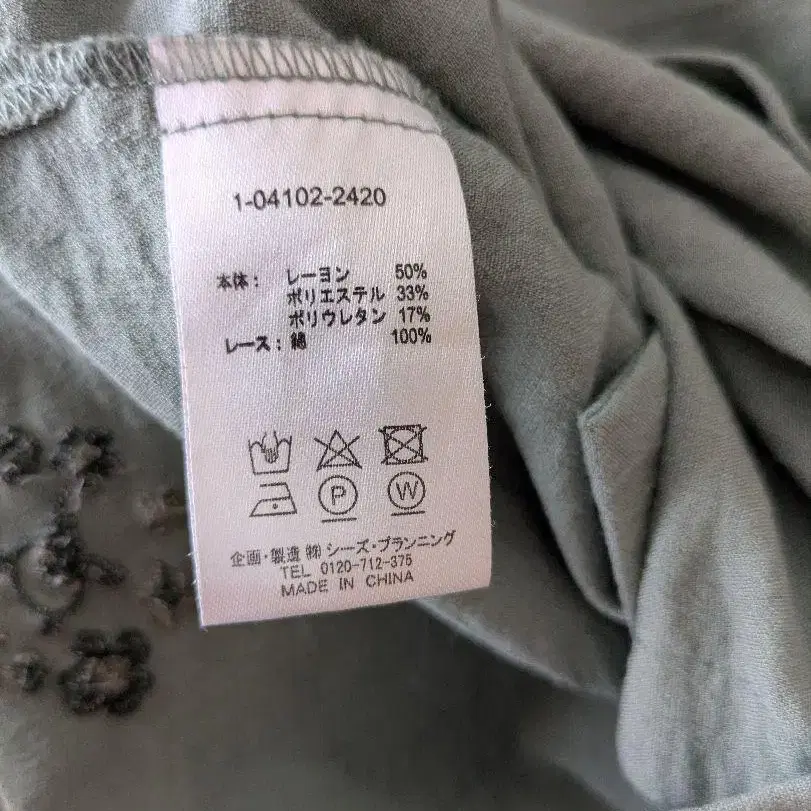 1-04102-2420
本体： レーヨン 50%
ポリエステル 33%
ポリウレタン 17%
レース：綿 100%
P W
企画・製造 ㈱ シーズ・プランニング
TEL 0120-712-375
MADE IN CHINA